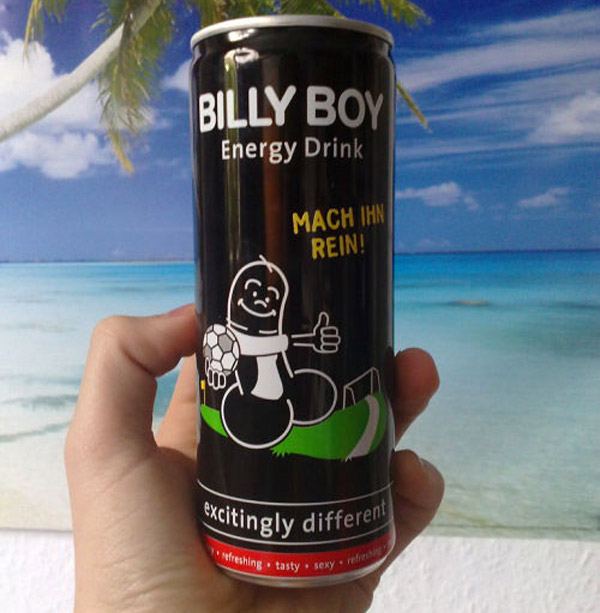 BILLY BOY
Energy Drink
MACH IHN
REIN!
excitingly different
refreshing • tasty • sexy • refreshing